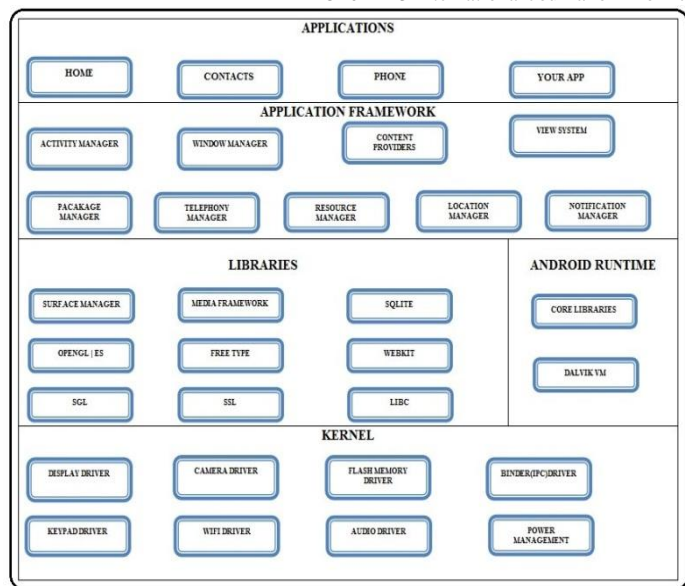 APPLICATIONS
HOME
CONTACTS
PHONE
YOUR APP
APPLICATION FRAMEWORK
ACTIVITY MANAGER
WINDOW MANAGER
CONTENT
PROVIDERS
VIEW SYSTEM
PACAKAGE
MANAGER
TELEPHONY
MANAGER
RESOURCE
MANAGER
LOCATION
MANAGER
NOTIFICATION
MANAGER
LIBRARIES
SURFACE MANAGER
MEDIA FRAMEWORK
SQLITE
OPENGL | ES
FREE TYPE
WEBKIT
SGL
SSL
LIBC
ANDROID RUNTIME
CORE LIBRARIES
DALVIK VM
KERNEL
DISPLAY DRIVER
CAMERA DRIVER
FLASH MEMORY
DRIVER
BINDER(IPC)DRIVER
KEYPAD DRIVER
WIFI DRIVER
AUDIO DRIVER
POWER
MANAGEMENT